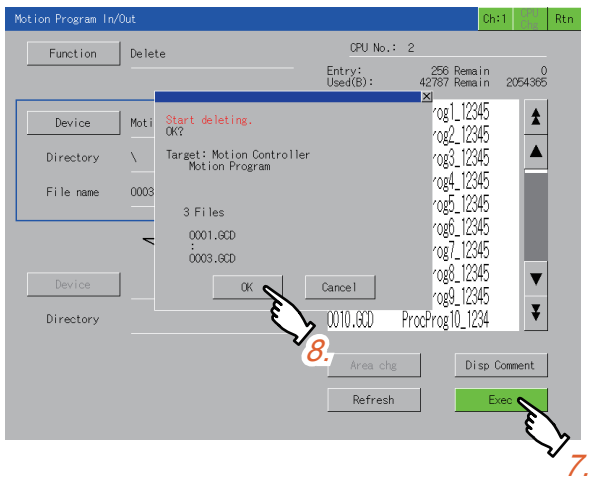 Motion Program In/Out Ch:1 CPU Chg Rtn
Function Delete CPU No.: 2
Entry: 256 Remain 0
Used(B): 42787 Remain 2054365
Device Moti
Directory \
File name 0003
Start deleting.
OK?
Target: Motion Controller
Motion Program
3 Files
0001.GCD
:
0003.GCD
OK Cancel
rog1_12345
rog2_12345
rog3_12345
rog4_12345
rog5_12345
rog6_12345
rog7_12345
rog8_12345
rog9_12345
0010.GCD ProcProg10_1234
Device
Directory
8.
Area chg Disp Comment
Refresh Exec
7.